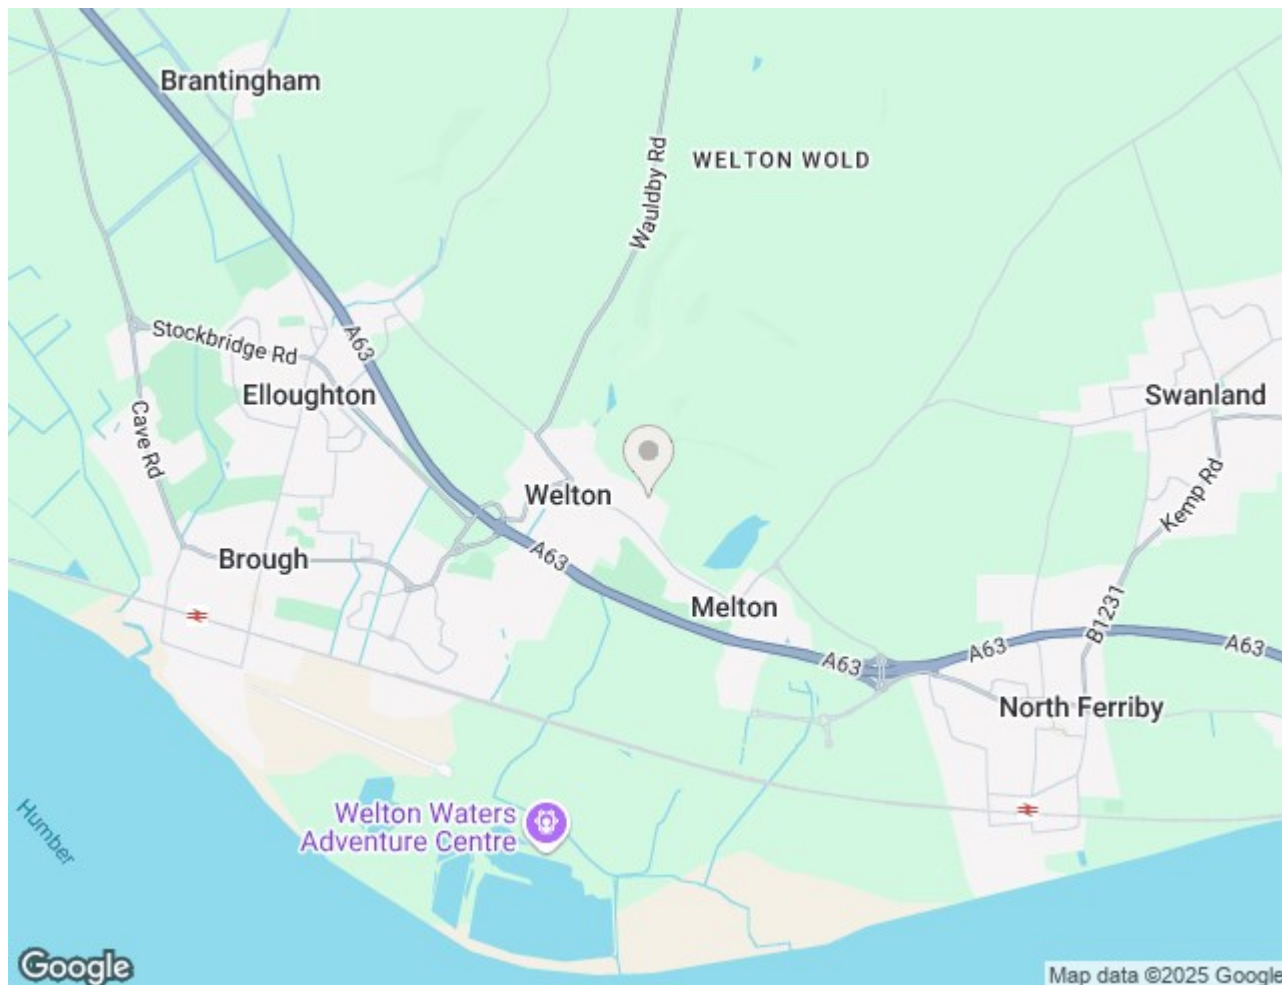 Brantingham
WELTON WOLD
Wauldby Rd
Stockbridge Rd
A63
Elloughton
Swanland
Cave Rd
Welton
Kemp Rd
Brough
A63
Melton
B1231
A63
A63
A63
North Ferriby
Humber
Welton Waters
Adventure Centre
Google
Map data ©2025 Google